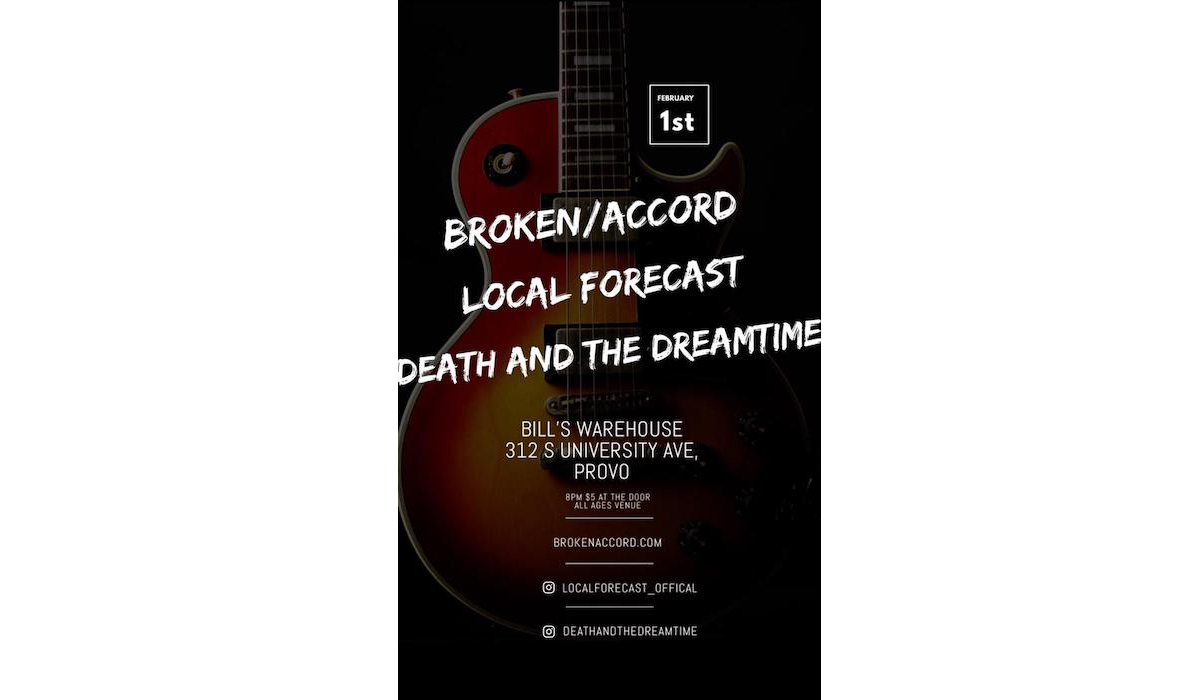 FEBRUARY
1st
BROKEN/ACCORD
LOCAL FORECAST
DEATH AND THE DREAMTIME
BILL'S WAREHOUSE
312 S UNIVERSITY AVE,
PROVO
8PM $5 AT THE DOOR
ALL AGES VENUE
BROKENACCORD.COM
LOCALFORECAST_OFFICAL
DEATHANDTHEDREAMTIME